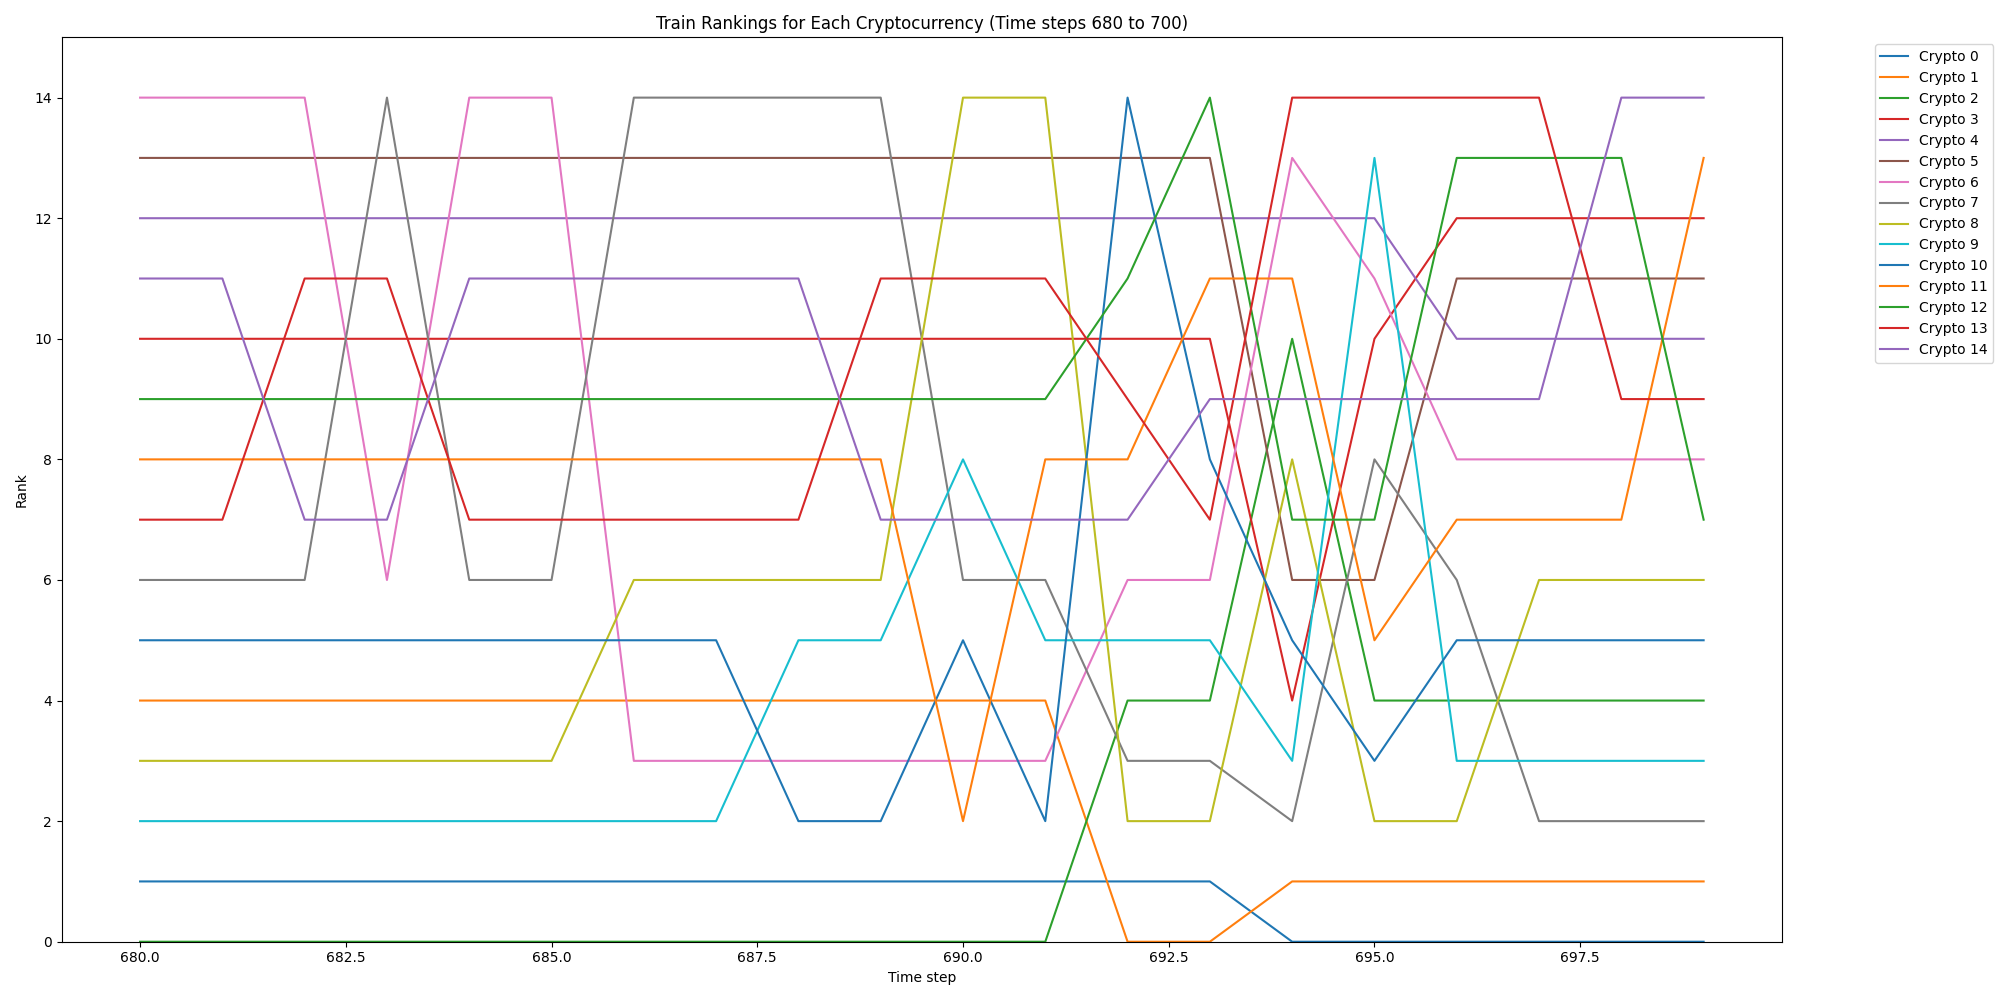 Train Rankings for Each Cryptocurrency (Time steps 680 to 700)
14
12
10
8
6
4
2
0
Rank
680.0 682.5 685.0 687.5 690.0 692.5 695.0 697.5
Time step
Crypto 0
Crypto 1
Crypto 2
Crypto 3
Crypto 4
Crypto 5
Crypto 6
Crypto 7
Crypto 8
Crypto 9
Crypto 10
Crypto 11
Crypto 12
Crypto 13
Crypto 14